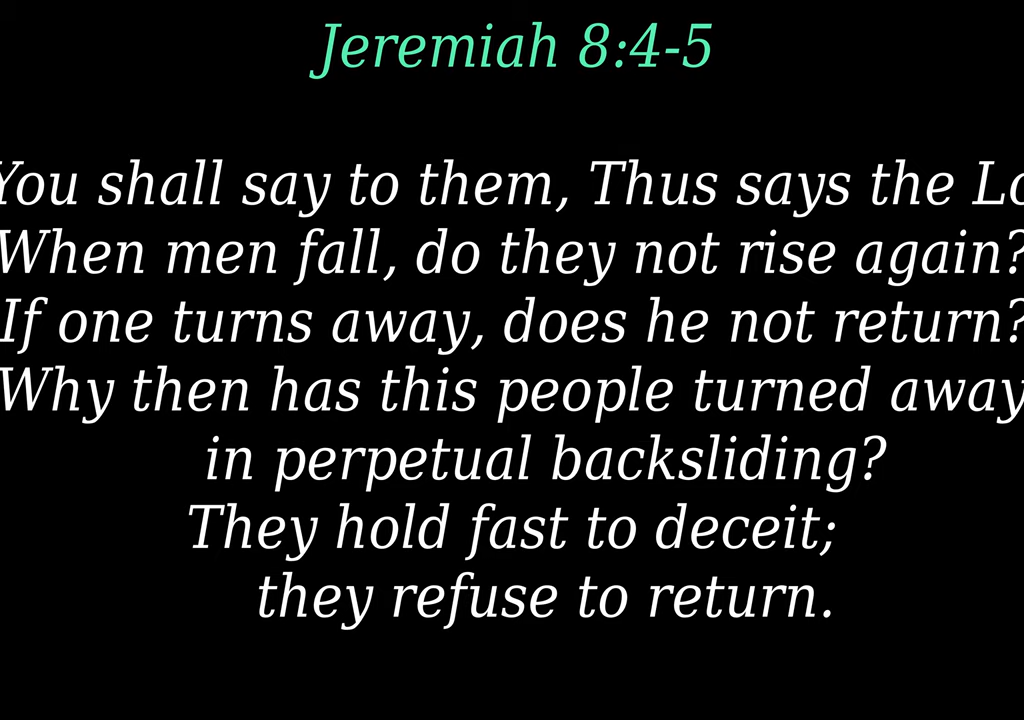 Jeremiah 8:4-5
You shall say to them, Thus says the
When men fall, do they not rise again?
If one turns away, does he not return?
Why then has this people turned away
in perpetual backsliding?
They hold fast to deceit;
they refuse to return.